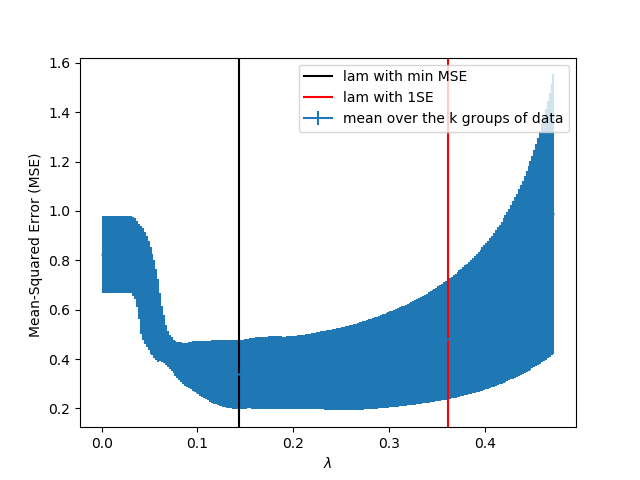 1.6
1.4
1.2
1.0
0.8
0.6
0.4
0.2
Mean-Squared Error (MSE)
lam with min MSE
lam with 1SE
mean over the k groups of data
0.0 0.1 0.2 0.3 0.4
λ